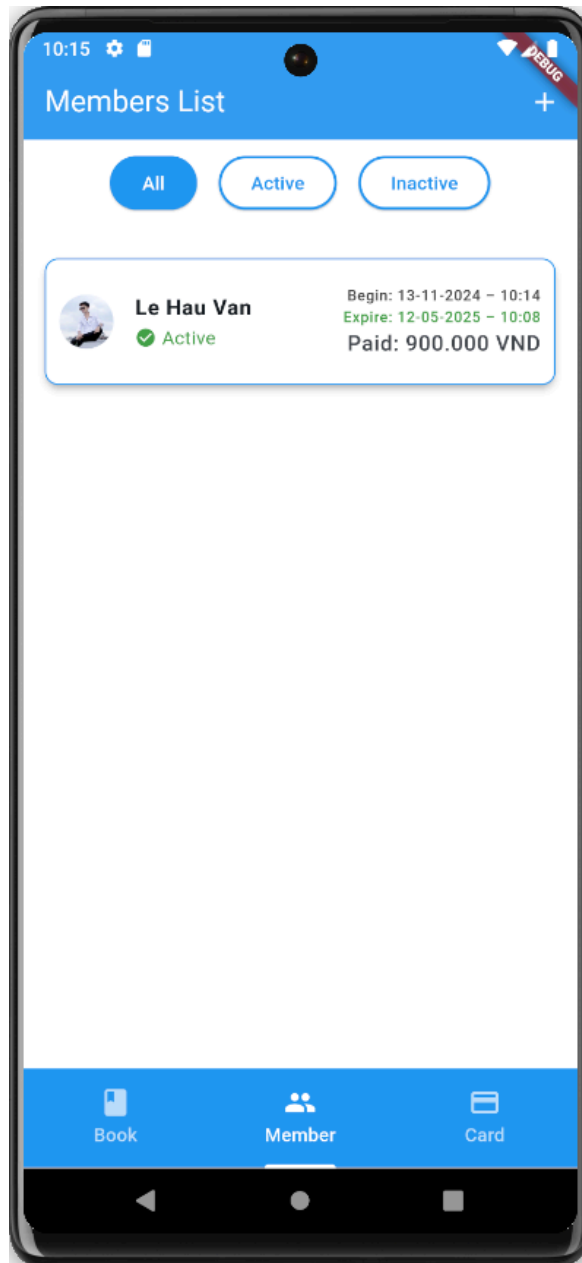 10:15
DEBUG
Members List +
All Active Inactive
Le Hau Van
Active
Begin: 13-11-2024 – 10:14
Expire: 12-05-2025 – 10:08
Paid: 900.000 VND
Book Member Card